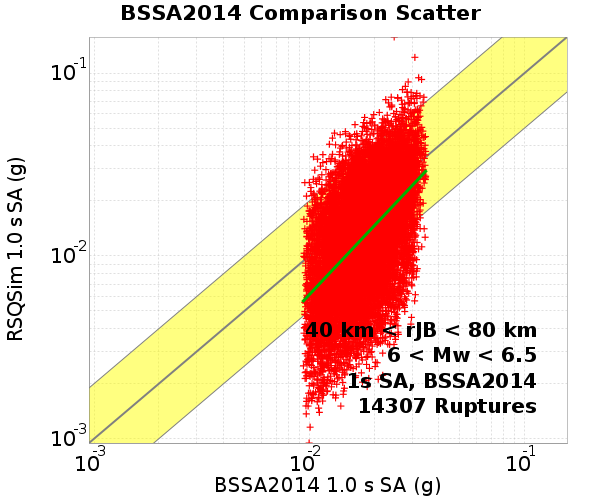 BSSA2014 Comparison Scatter
RSQSim 1.0 s SA (g)
10-1
10-2
10-3
40 km < rJB < 80 km
6 < Mw < 6.5
1s SA, BSSA2014
14307 Ruptures
10-3 10-2 10-1
BSSA2014 1.0 s SA (g)